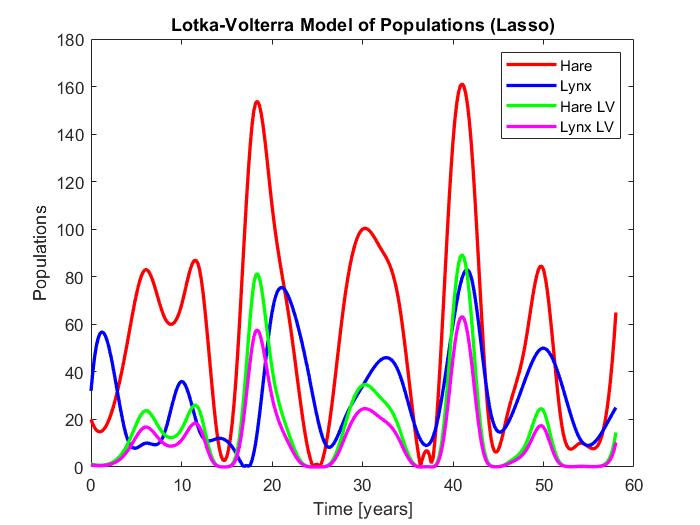 Lotka-Volterra Model of Populations (Lasso)
180
160
140
120
100
80
60
40
20
0
Populations
Hare
Lynx
Hare LV
Lynx LV
0 10 20 30 40 50 60
Time [years]